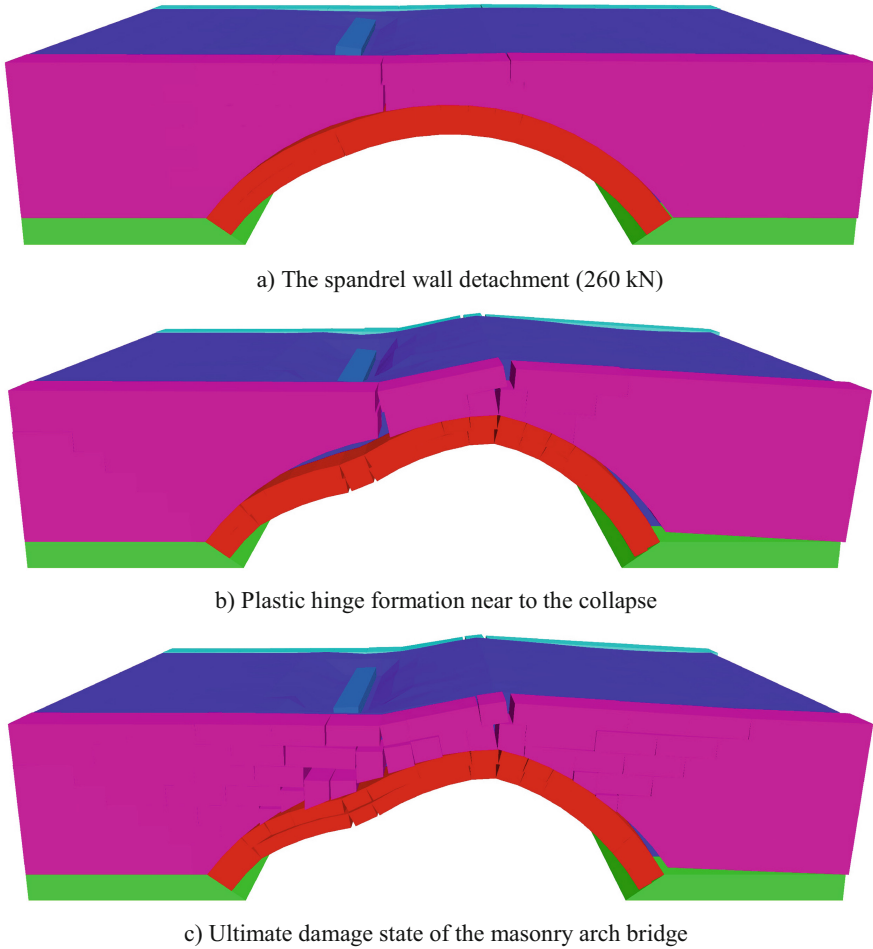 a) The spandrel wall detachment (260 kN)
b) Plastic hinge formation near to the collapse
c) Ultimate damage state of the masonry arch bridge